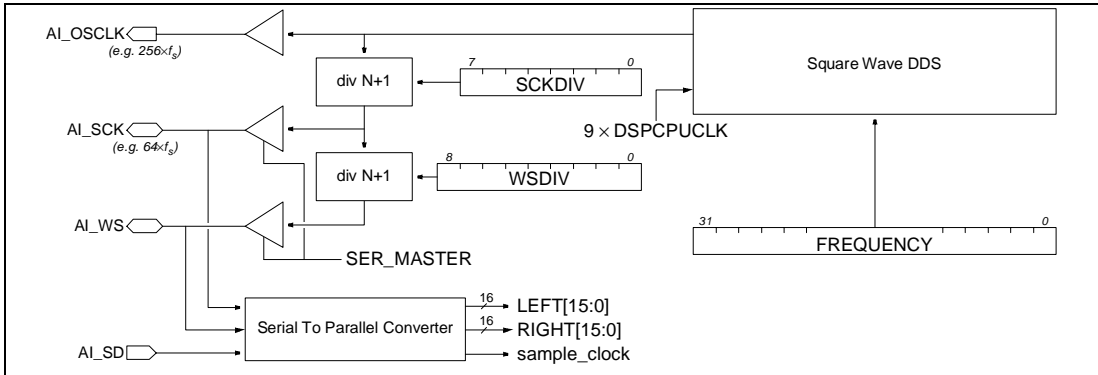 AI_OSCLK
(e.g. 256×fs)
7 0
div N+1
SCKDIV
Square Wave DDS
9 × DSPCPUCLK
AI_SCK
(e.g. 64×fs)
8 0
div N+1
WSDIV
AI_WS
31 0
FREQUENCY
SER_MASTER
16
LEFT[15:0]
Serial To Parallel Converter
16
RIGHT[15:0]
AI_SD
sample_clock